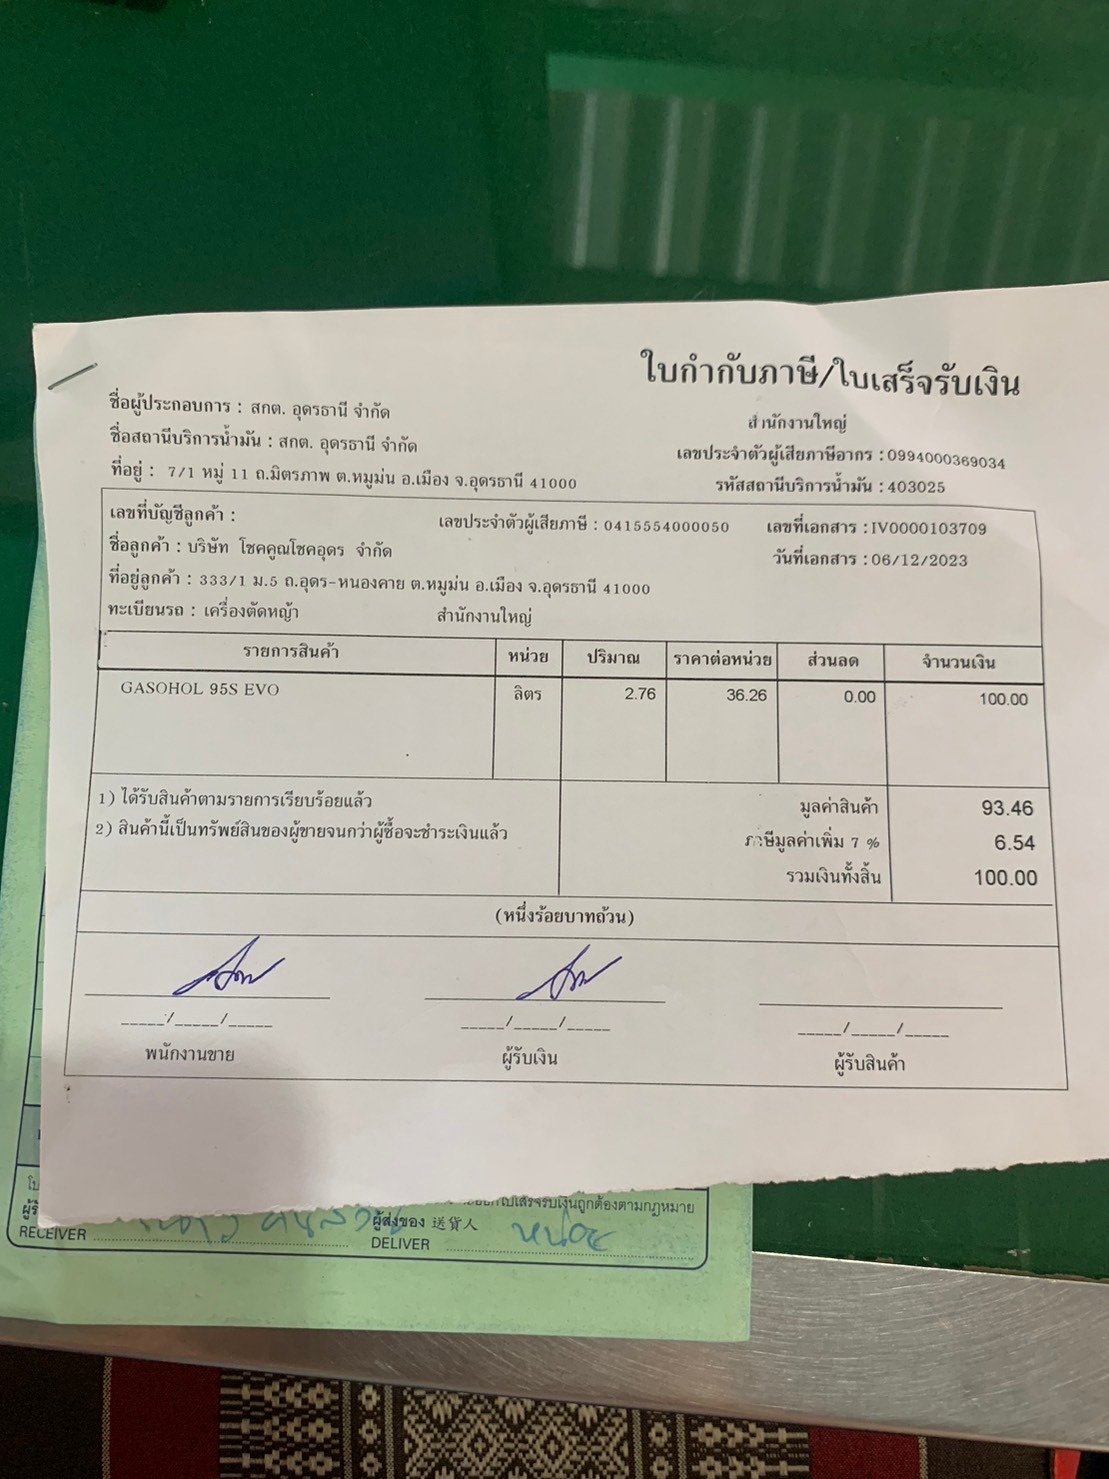 ใบกำกับภาษี/ใบเสร็จรับเงิน
ชื่อผู้ประกอบการ : สกต. อุดรธานี จำกัด
สำนักงานใหญ่
ชื่อสถานีบริการน้ำมัน : สกต. อุดรธานี จำกัด
เลขประจำตัวผู้เสียภาษีอากร : 0994000369034
ที่อยู่ : 7/1 หมู่ 11 ถ.มิตรภาพ ต.หมูม่น อ.เมือง จ.อุดรธานี 41000
รหัสสถานีบริการน้ำมัน : 403025
เลขที่บัญชีลูกค้า : เลขประจำตัวผู้เสียภาษี : 0415554000050 เลขที่เอกสาร : IV0000103709
ชื่อลูกค้า : บริษัท โชคคูณโชคอุดร จำกัด วันที่เอกสาร : 06/12/2023
ที่อยู่ลูกค้า : 333/1 ม.5 ถ.อุดร-หนองคาย ต.หมูม่น อ.เมือง จ.อุดรธานี 41000
ทะเบียนรถ : เครื่องตัดหญ้า สำนักงานใหญ่
รายการสินค้า หน่วย ปริมาณ ราคาต่อหน่วย ส่วนลด จำนวนเงิน
GASOHOL 95S EVO ลิตร 2.76 36.26 0.00 100.00
1) ได้รับสินค้าตามรายการเรียบร้อยแล้ว มูลค่าสินค้า 93.46
2) สินค้านี้เป็นทรัพย์สินของผู้ขายจนกว่าผู้ซื้อจะชำระเงินแล้ว ภาษีมูลค่าเพิ่ม 7 % 6.54
รวมเงินทั้งสิ้น 100.00
(หนึ่งร้อยบาทถ้วน)
_____/_____/_____ _____/_____/_____ _____/_____/_____
พนักงานขาย ผู้รับเงิน ผู้รับสินค้า
ใบเสร็จรับเงินถูกต้องตามกฎหมาย
ผู้ส่งของ 送貨人
RECEIVER DELIVER